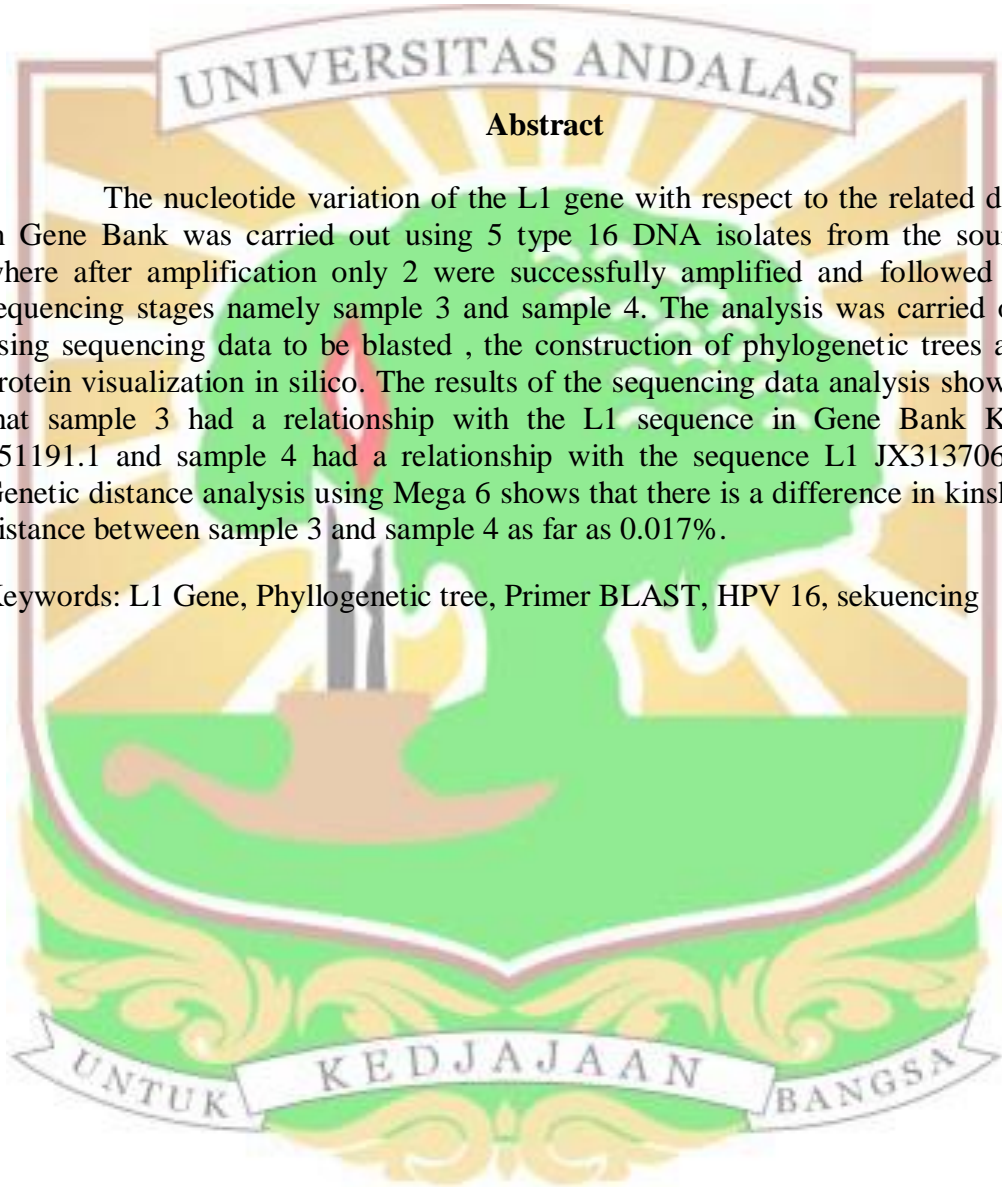 UNIVERSITAS ANDALAS
Abstract
The nucleotide variation of the L1 gene with respect to the related d
n Gene Bank was carried out using 5 type 16 DNA isolates from the sour
where after amplification only 2 were successfully amplified and followed
equencing stages namely sample 3 and sample 4. The analysis was carried o
sing sequencing data to be blasted , the construction of phylogenetic trees a
rotein visualization in silico. The results of the sequencing data analysis show
hat sample 3 had a relationship with the L1 sequence in Gene Bank K
51191.1 and sample 4 had a relationship with the sequence L1 JX313706
Genetic distance analysis using Mega 6 shows that there is a difference in kinsh
istance between sample 3 and sample 4 as far as 0.017%.
Keywords: L1 Gene, Phyllogenetic tree, Primer BLAST, HPV 16, sekuencing
UNTUK KEDJAJAAN BANGSA